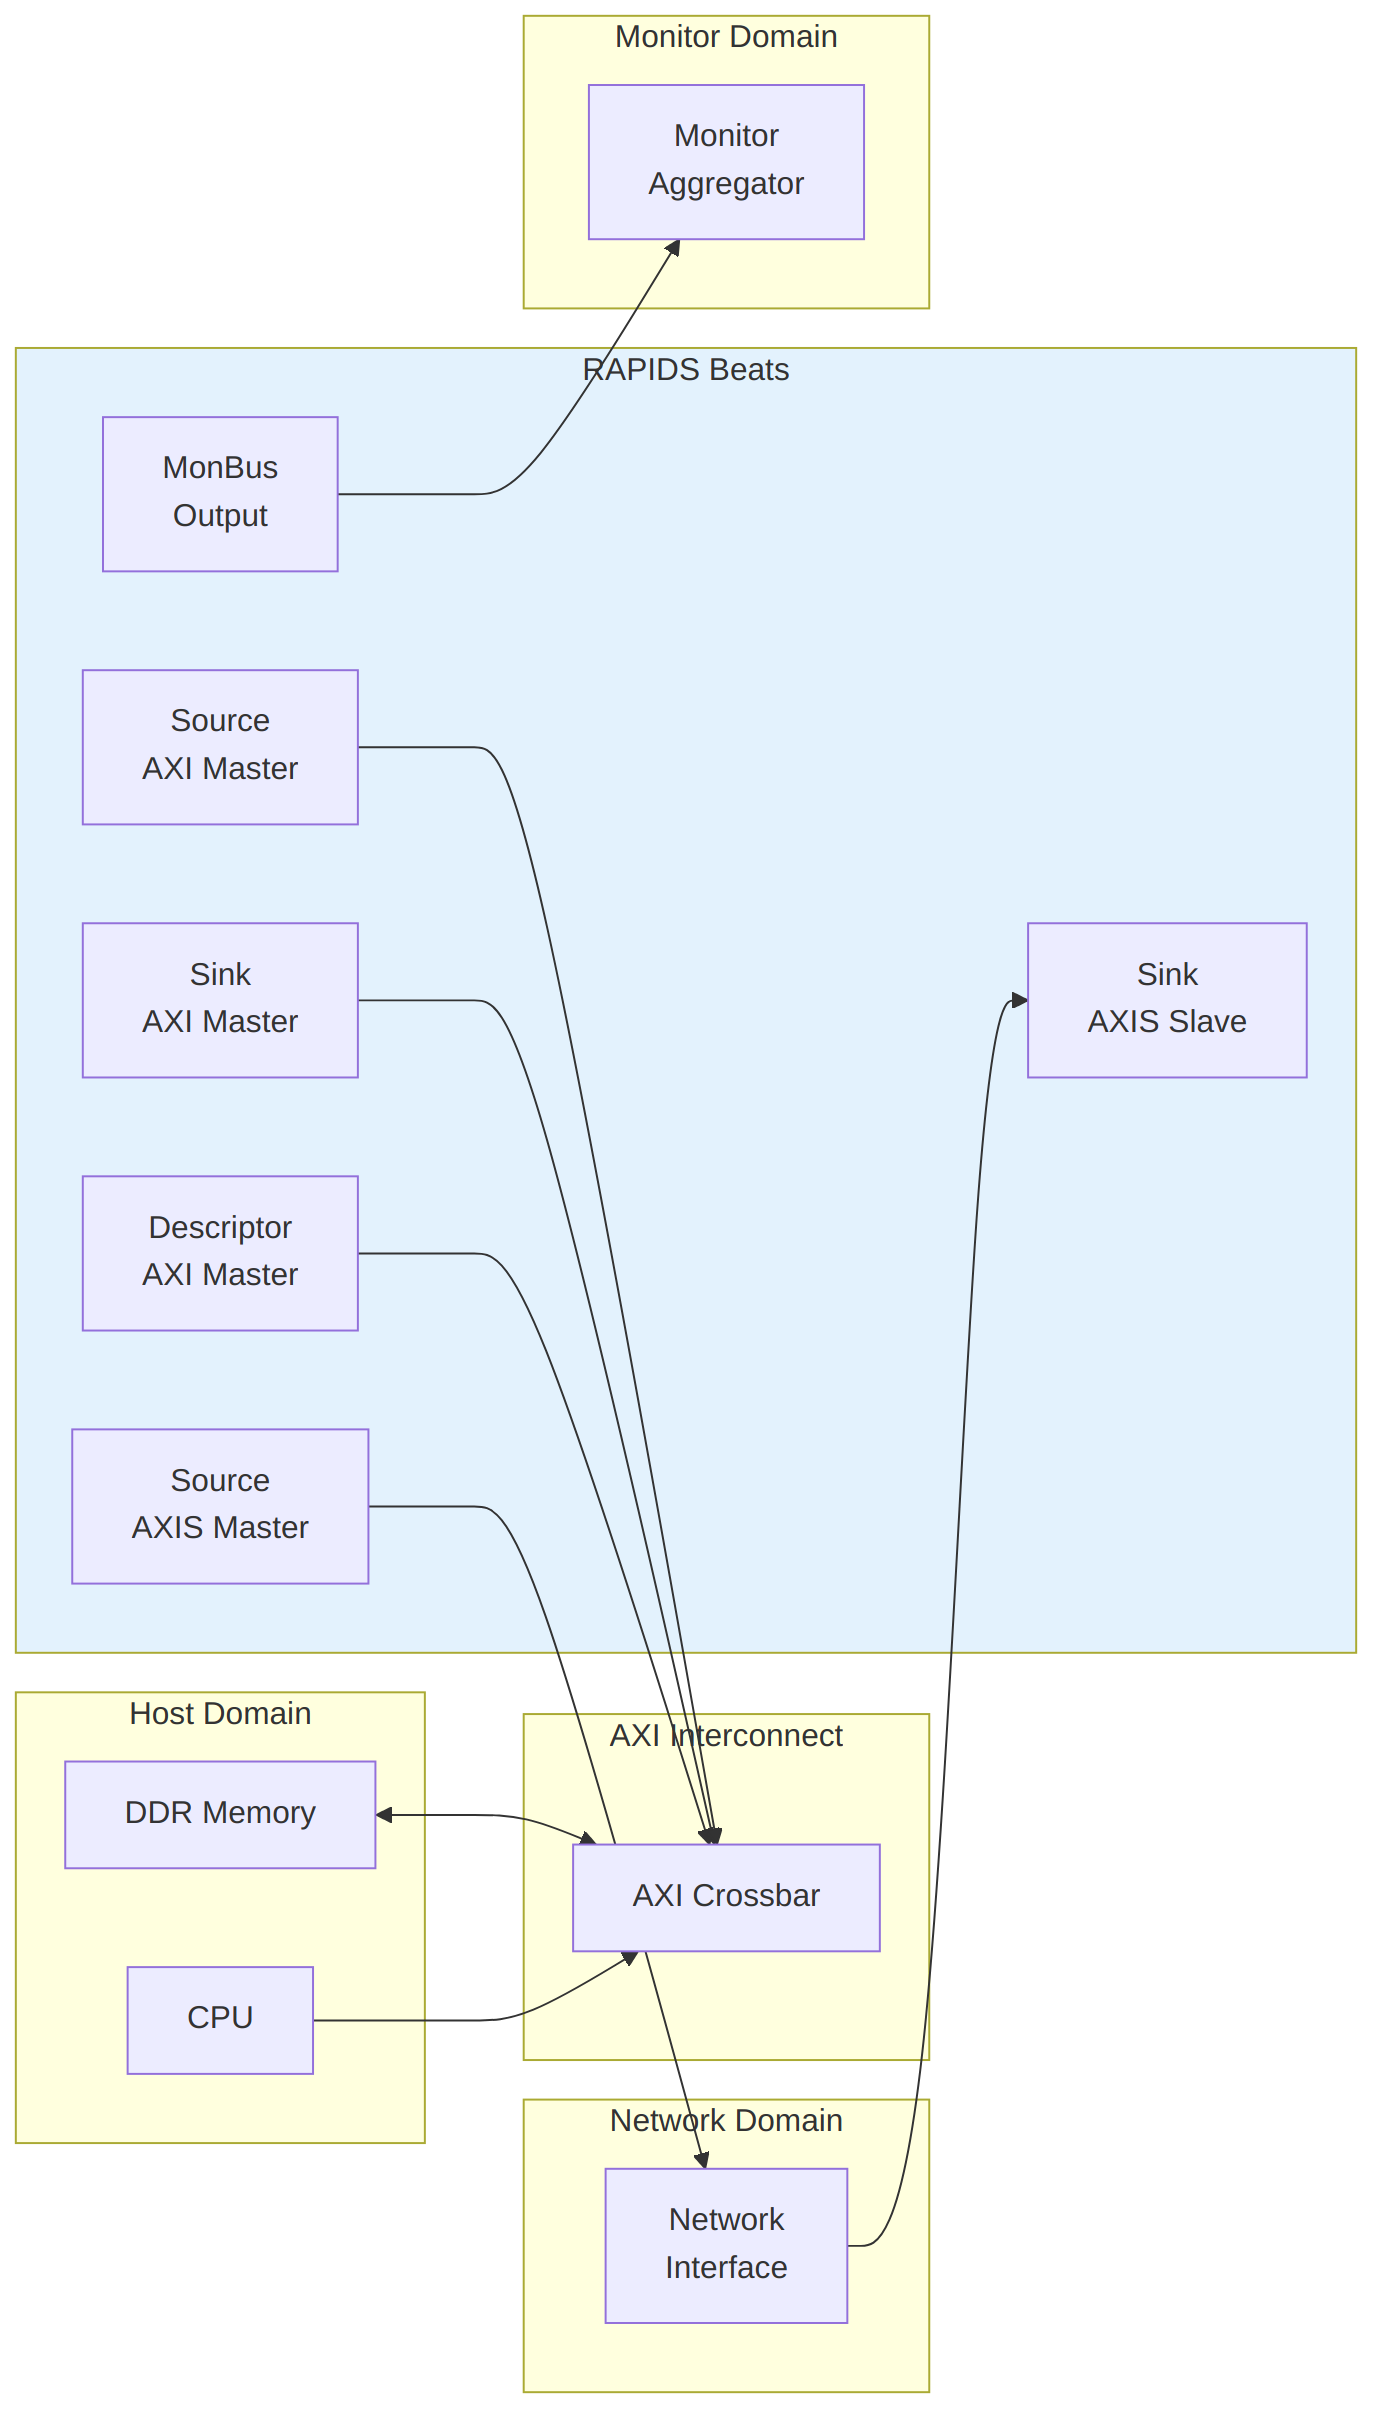 Monitor Domain
Monitor
Aggregator
RAPIDS Beats
MonBus
Output
Source
AXI Master
Sink
AXI Master
Sink
AXIS Slave
Descriptor
AXI Master
Source
AXIS Master
Host Domain
DDR Memory
CPU
AXI Interconnect
AXI Crossbar
Network Domain
Network
Interface